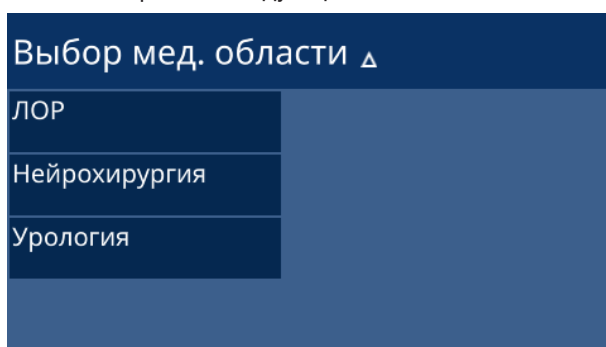 Выбор мед. области
ЛОР
Нейрохирургия
Урология